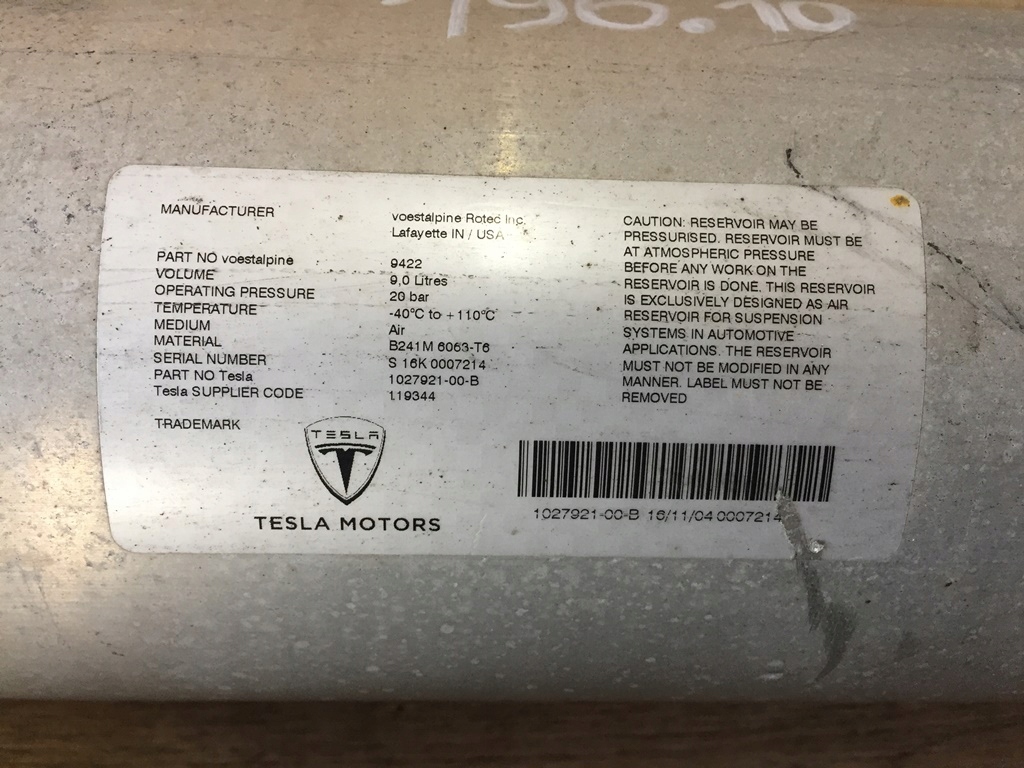 196.10
MANUFACTURER voestalpine Rotec Inc.
Lafayette IN / USA
PART NO voestalpine 9422
VOLUME 9,0 Litres
OPERATING PRESSURE 20 bar
TEMPERATURE -40°C to +110°C
MEDIUM Air
MATERIAL B241M 6063-T6
SERIAL NUMBER S 16K 0007214
PART NO Tesla 1027921-00-B
Tesla SUPPLIER CODE 119344
TRADEMARK
TESLA
TESLA MOTORS
CAUTION: RESERVOIR MAY BE
PRESSURISED. RESERVOIR MUST BE
AT ATMOSPHERIC PRESSURE
BEFORE ANY WORK ON THE
RESERVOIR IS DONE. THIS RESERVOIR
IS EXCLUSIVELY DESIGNED AS AIR
RESERVOIR FOR SUSPENSION
SYSTEMS IN AUTOMOTIVE
APPLICATIONS. THE RESERVOIR
MUST NOT BE MODIFIED IN ANY
MANNER. LABEL MUST NOT BE
REMOVED
1027921-00-B 16/11/04 0007214